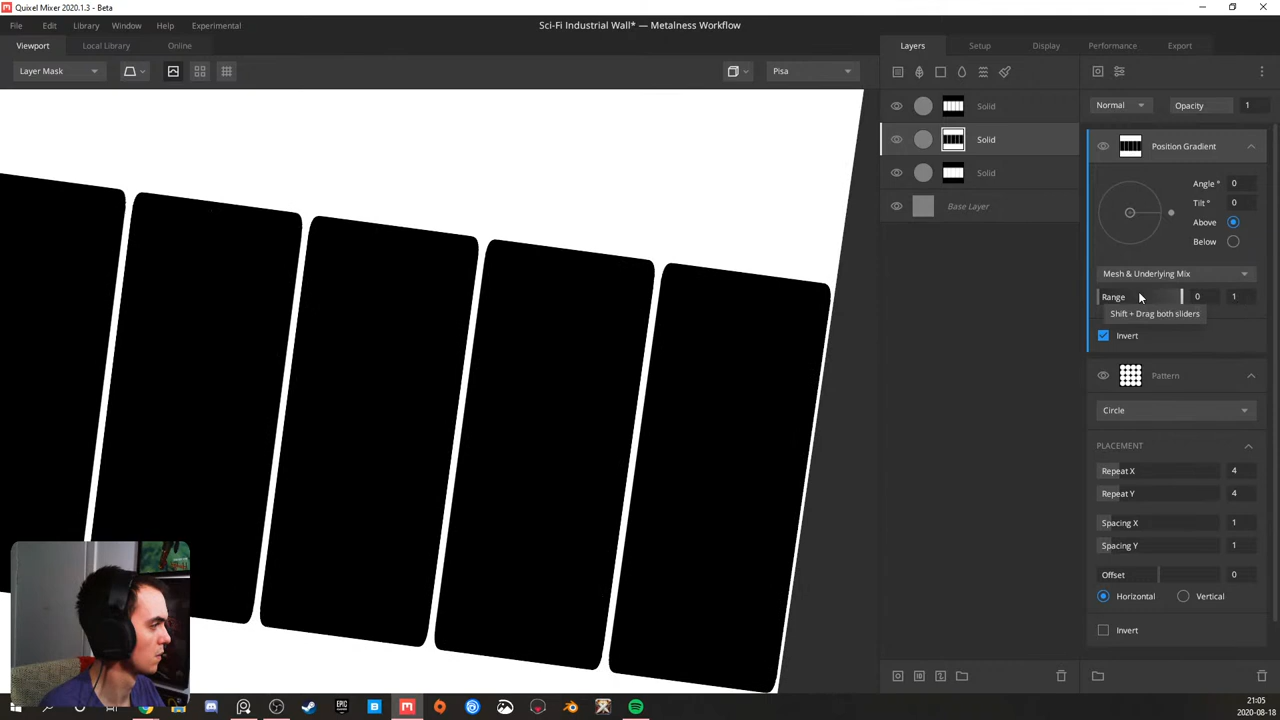 Quixel Mixer 2020.1.3 - Beta
File Edit Library Window Help Experimental
Sci-Fi Industrial Wall* — Metalness Workflow
Viewport Local Library Online
Layers Setup Display Performance Export
Layer Mask
Pisa
Normal Opacity 1
Solid
Solid
Solid
Base Layer
Position Gradient
Angle ° 0
Tilt ° 0
Above
Below
Mesh & Underlying Mix
Range 0 1
Shift + Drag both sliders
Invert
Pattern
Circle
PLACEMENT
Repeat X 4
Repeat Y 4
Spacing X 1
Spacing Y 1
Offset 0
Horizontal Vertical
Invert
21:05
2020-08-18